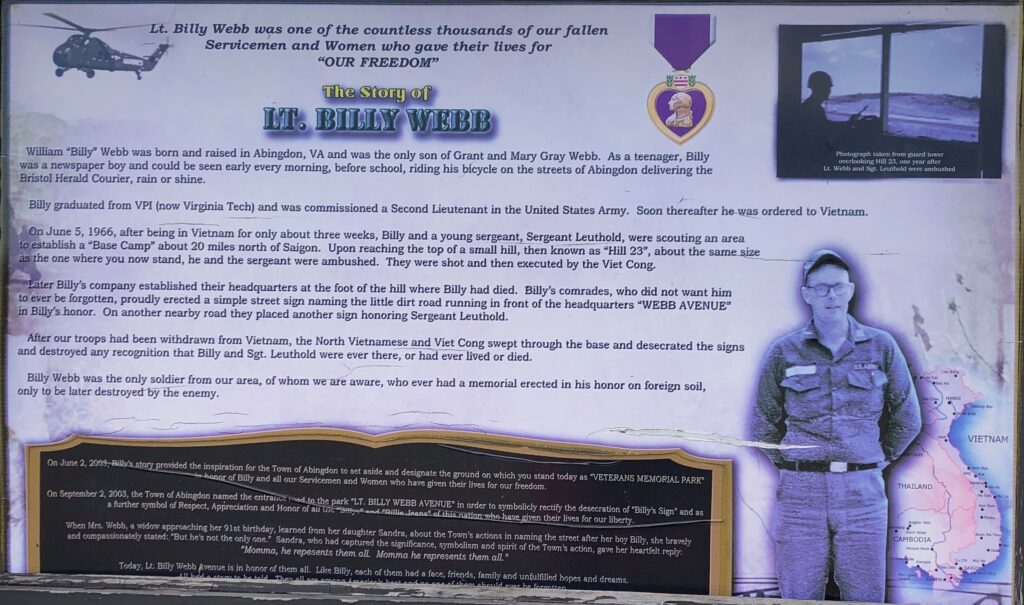 Lt. Billy Webb was one of the countless thousands of our fallen
Servicemen and Women who gave their lives for
"OUR FREEDOM"
The Story of
LT. BILLY WEBB
William "Billy" Webb was born and raised in Abingdon, VA and was the only son of Grant and Mary Gray Webb. As a teenager, Billy
was a newspaper boy and could be seen early every morning, before school, riding his bicycle on the streets of Abingdon delivering the
Bristol Herald Courier, rain or shine.
Billy graduated from VPI (now Virginia Tech) and was commissioned a Second Lieutenant in the United States Army. Soon thereafter he was ordered to Vietnam.
On June 5, 1966, after being in Vietnam for only about three weeks, Billy and a young sergeant, Sergeant Leuthold, were scouting an area
to establish a "Base Camp" about 20 miles north of Saigon. Upon reaching the top of a small hill, then known as "Hill 23", about the same size
as the one where you now stand, he and the sergeant were ambushed. They were shot and then executed by the Viet Cong.
Later Billy's company established their headquarters at the foot of the hill where Billy had died. Billy's comrades, who did not want him
to ever be forgotten, proudly erected a simple street sign naming the little dirt road running in front of the headquarters "WEBB AVENUE"
in Billy's honor. On another nearby road they placed another sign honoring Sergeant Leuthold.
After our troops had been withdrawn from Vietnam, the North Vietnamese and Viet Cong swept through the base and desecrated the signs
and destroyed any recognition that Billy and Sgt. Leuthold were ever there, or had ever lived or died.
Billy Webb was the only soldier from our area, of whom we are aware, who ever had a memorial erected in his honor on foreign soil,
only to be later destroyed by the enemy.
Photograph taken from guard tower
overlooking Hill 23, one year after
Lt. Webb and Sgt. Leuthold were ambushed
On June 2, 2003, Billy's story provided the inspiration for the Town of Abingdon to set aside and designate the ground on which you stand today as "VETERANS MEMORIAL PARK"
in honor of Billy and all our Servicemen and Women who have given their lives for our freedom.
On September 2, 2003, the Town of Abingdon named the entrance road to the park "LT. BILLY WEBB AVENUE" in order to symbolicly rectify the desecration of "Billy's Sign" and as
a further symbol of Respect, Appreciation and Honor of all the "Billys" and "Billie Jeans" of this nation who have given their lives for our liberty.
When Mrs. Webb, a widow approaching her 91st birthday, learned from her daughter Sandra, about the Town's actions in naming the street after her boy Billy, she bravely
and compassionately stated; "But he's not the only one." Sandra, who had captured the significance, symbolism and spirit of the Town's action, gave her heartfelt reply:
"Momma, he repesents them all. Momma he represents them all."
Today, Lt. Billy Webb Avenue is in honor of them all. Like Billy, each of them had a face, friends, family and unfulfilled hopes and dreams.
All had a story to be told. They all are among America's best and no one of them should ever be forgotten.
U.S. ARMY
HANOI
VIETNAM
THAILAND
CAMBODIA